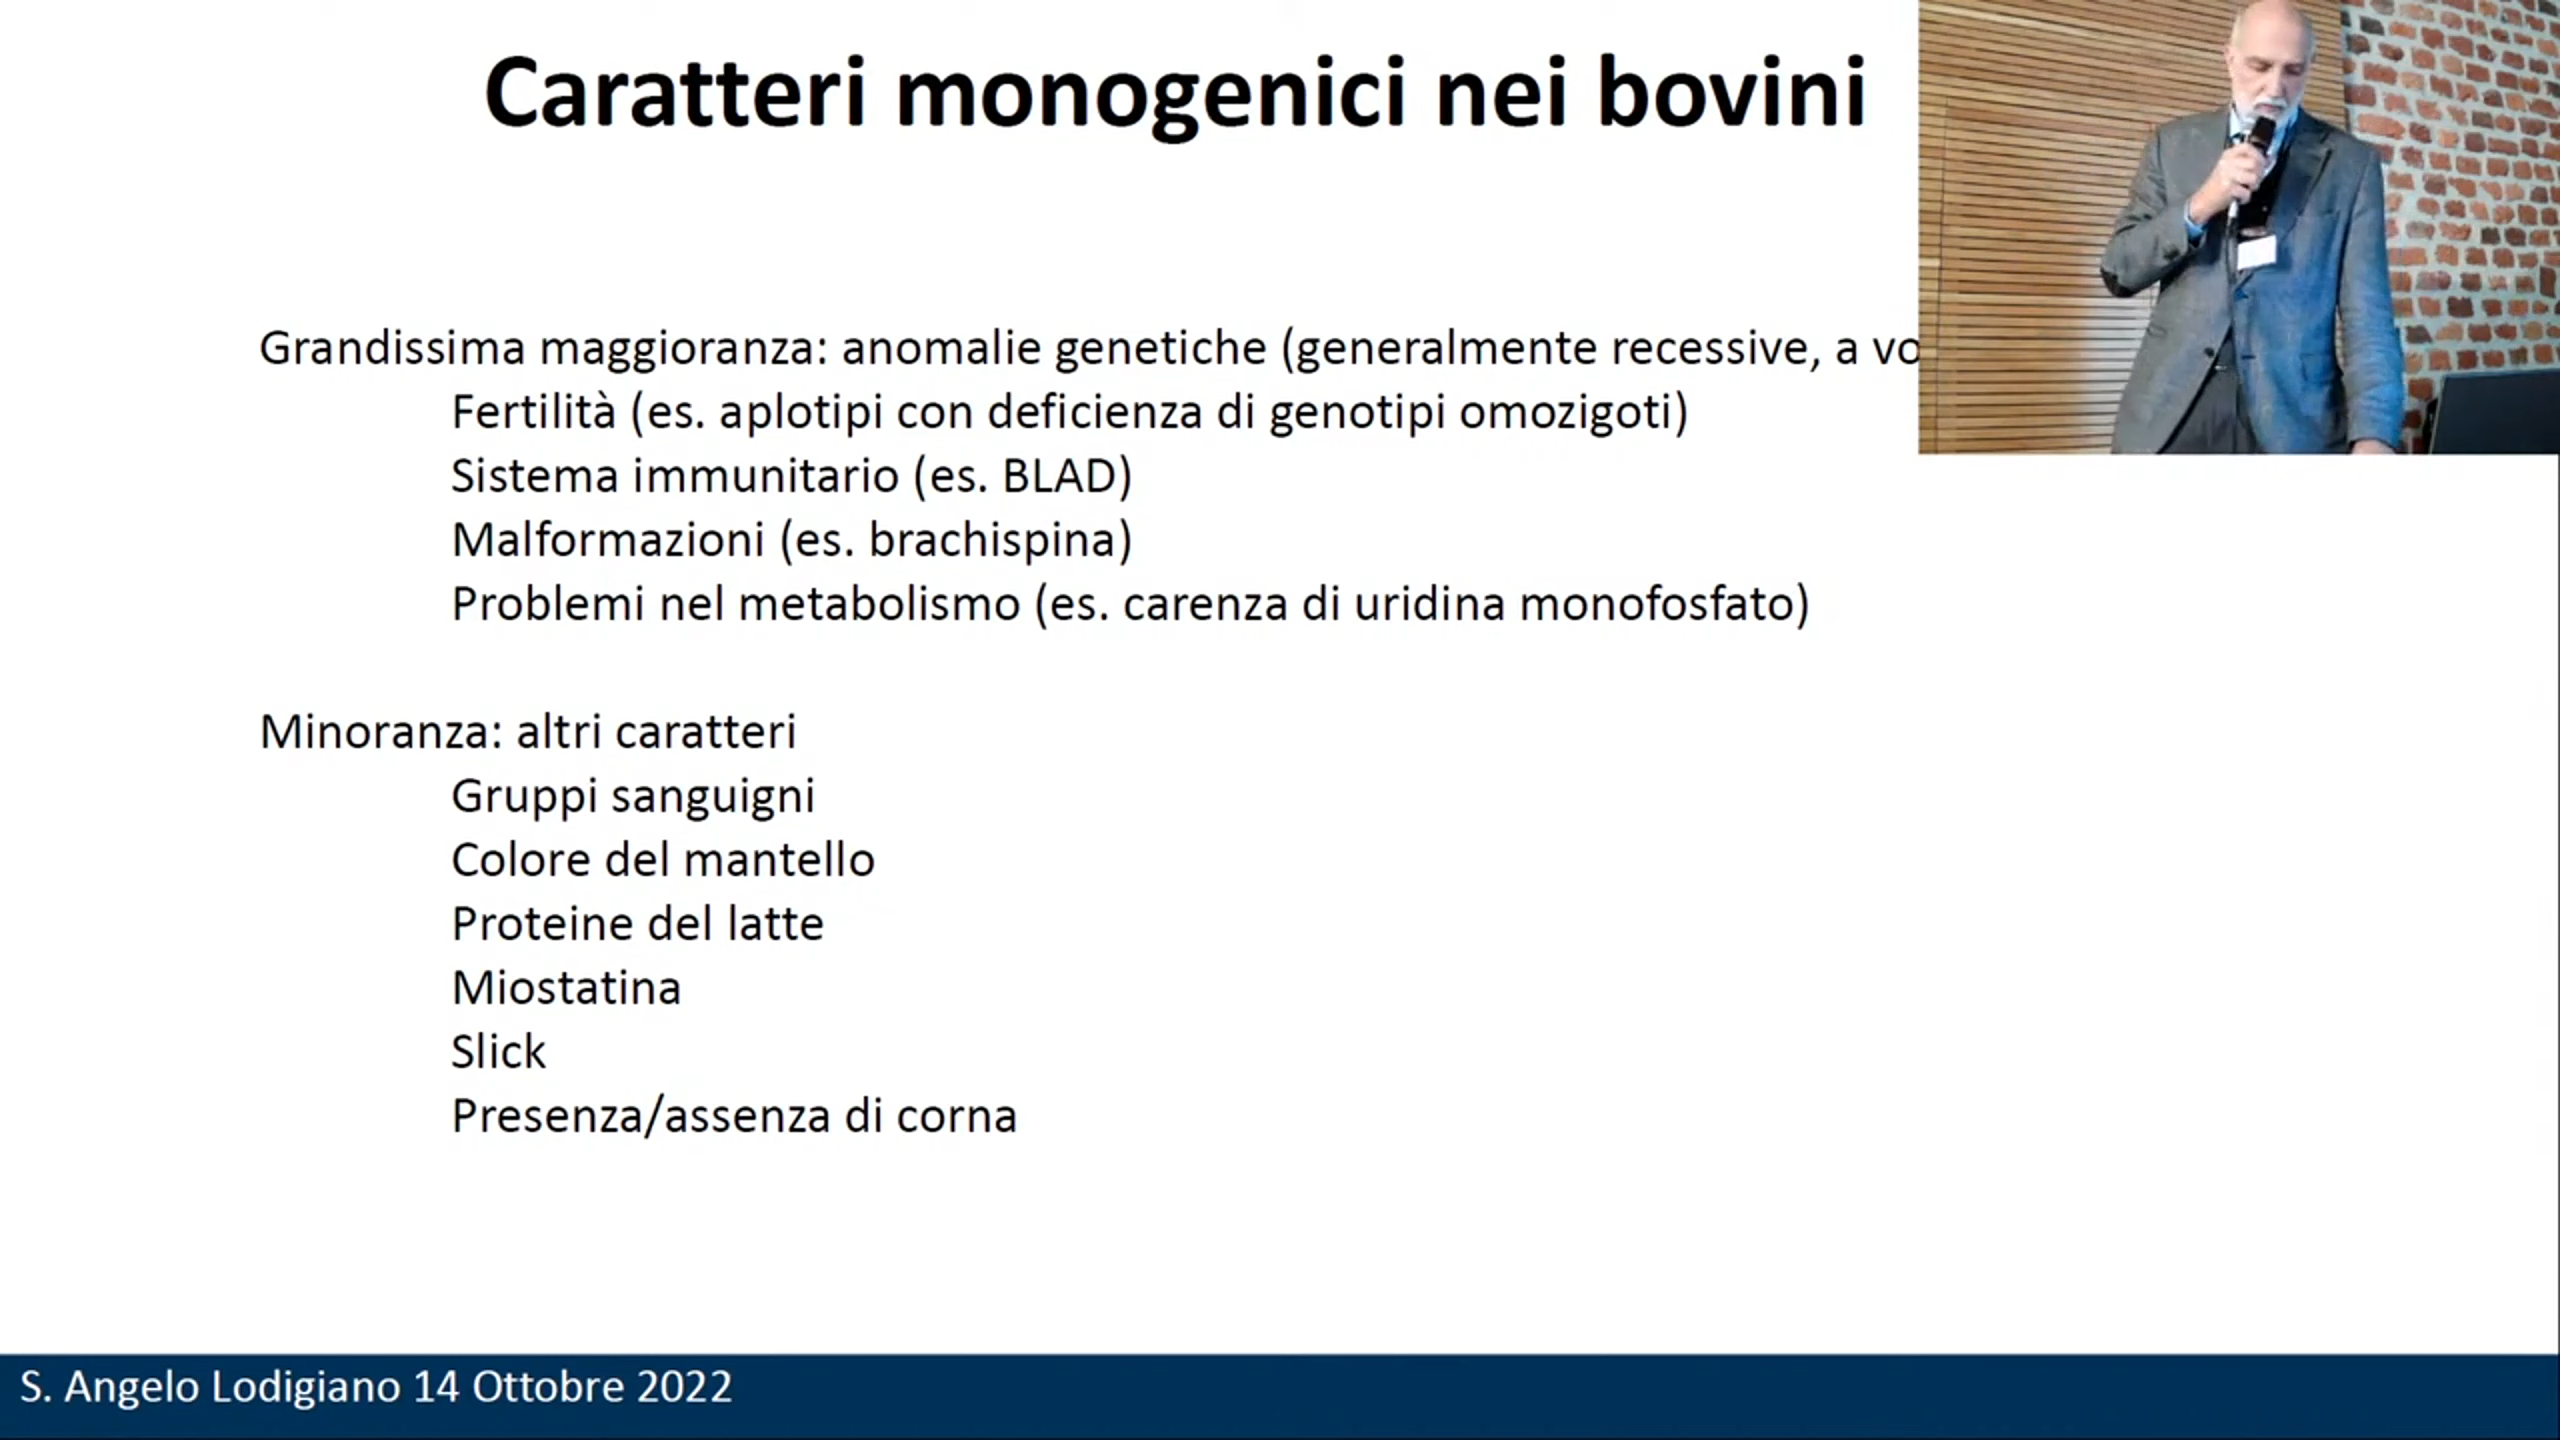 Caratteri monogenici nei bovini
Grandissima maggioranza: anomalie genetiche (generalmente recessive, a
Fertilità (es. aplotipi con deficienza di genotipi omozigoti)
Sistema immunitario (es. BLAD)
Malformazioni (es. brachispina)
Problemi nel metabolismo (es. carenza di uridina monofosfato)
Minoranza: altri caratteri
Gruppi sanguigni
Colore del mantello
Proteine del latte
Miostatina
Slick
Presenza/assenza di corna
S. Angelo Lodigiano 14 Ottobre 2022